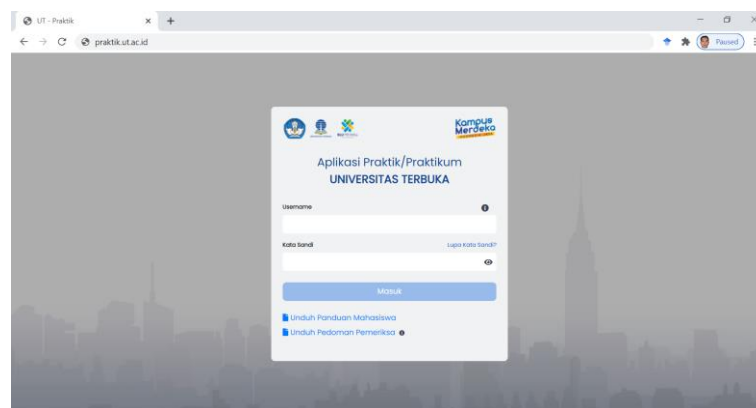 UT - Praktik
praktik.ut.ac.id
Paused
Kampus
Merdeka
Aplikasi Praktik/Praktikum
UNIVERSITAS TERBUKA
Username
Kata Sandi
Lupa Kata Sandi?
Masuk
Unduh Panduan Mahasiswa
Unduh Pedoman Pemeriksa